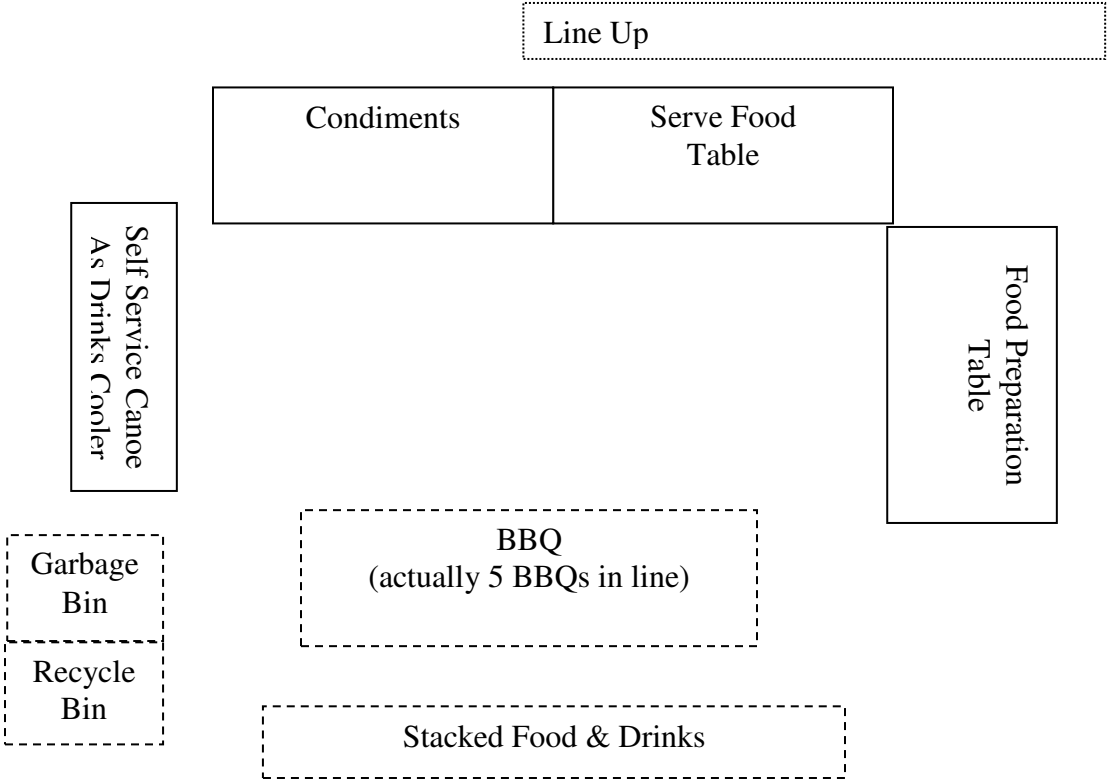 Line Up
Condiments
Serve Food
Table
Self Service Canoe
As Drinks Cooler
Food Preparation
Table
BBQ
(actually 5 BBQs in line)
Garbage
Bin
Recycle
Bin
Stacked Food & Drinks